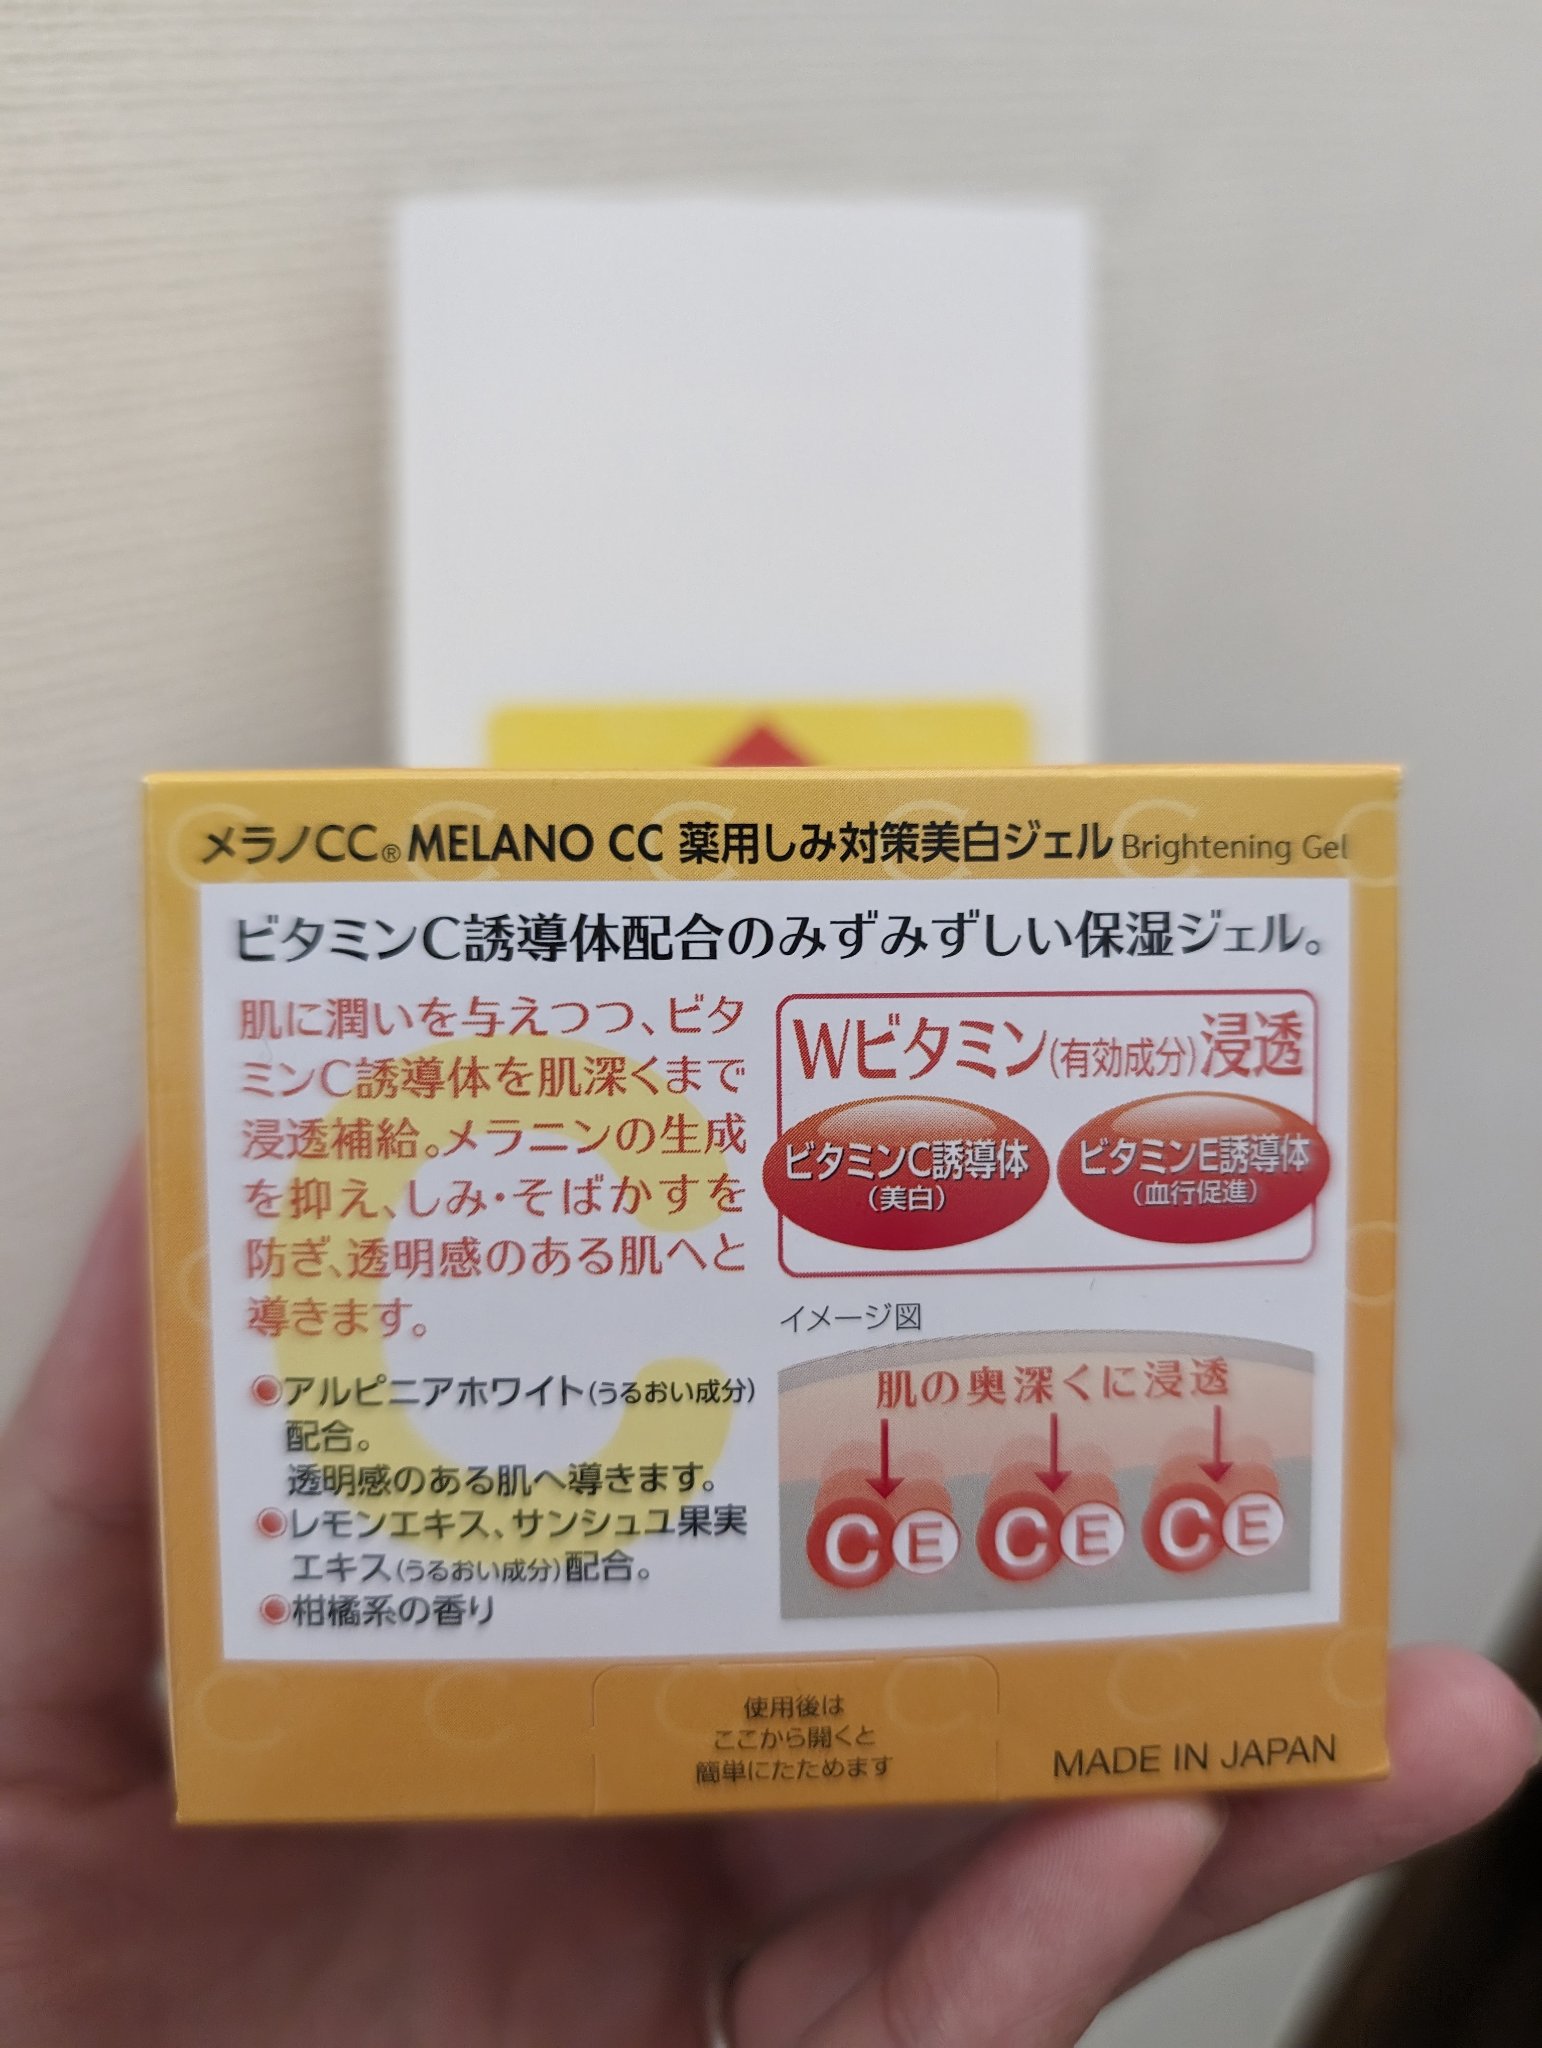 メラノCC® MELANO CC 薬用しみ対策美白ジェル Brightening Gel
ビタミンC誘導体配合のみずみずしい保湿ジェル。
肌に潤いを与えつつ、ビタ
ミンC誘導体を肌深くまで
浸透補給。メラニンの生成
を抑え、しみ・そばかすを
防ぎ、透明感のある肌へと
導きます。
●アルピニアホワイト(うるおい成分)
配合。
透明感のある肌へ導きます。
●レモンエキス、サンシュユ果実
エキス(うるおい成分)配合。
●柑橘系の香り
Wビタミン(有効成分)浸透
ビタミンC誘導体
(美白)
ビタミンE誘導体
(血行促進)
イメージ図
肌の奥深くに浸透
C E C E C E
使用後は
ここから開くと
簡単にたためます
MADE IN JAPAN